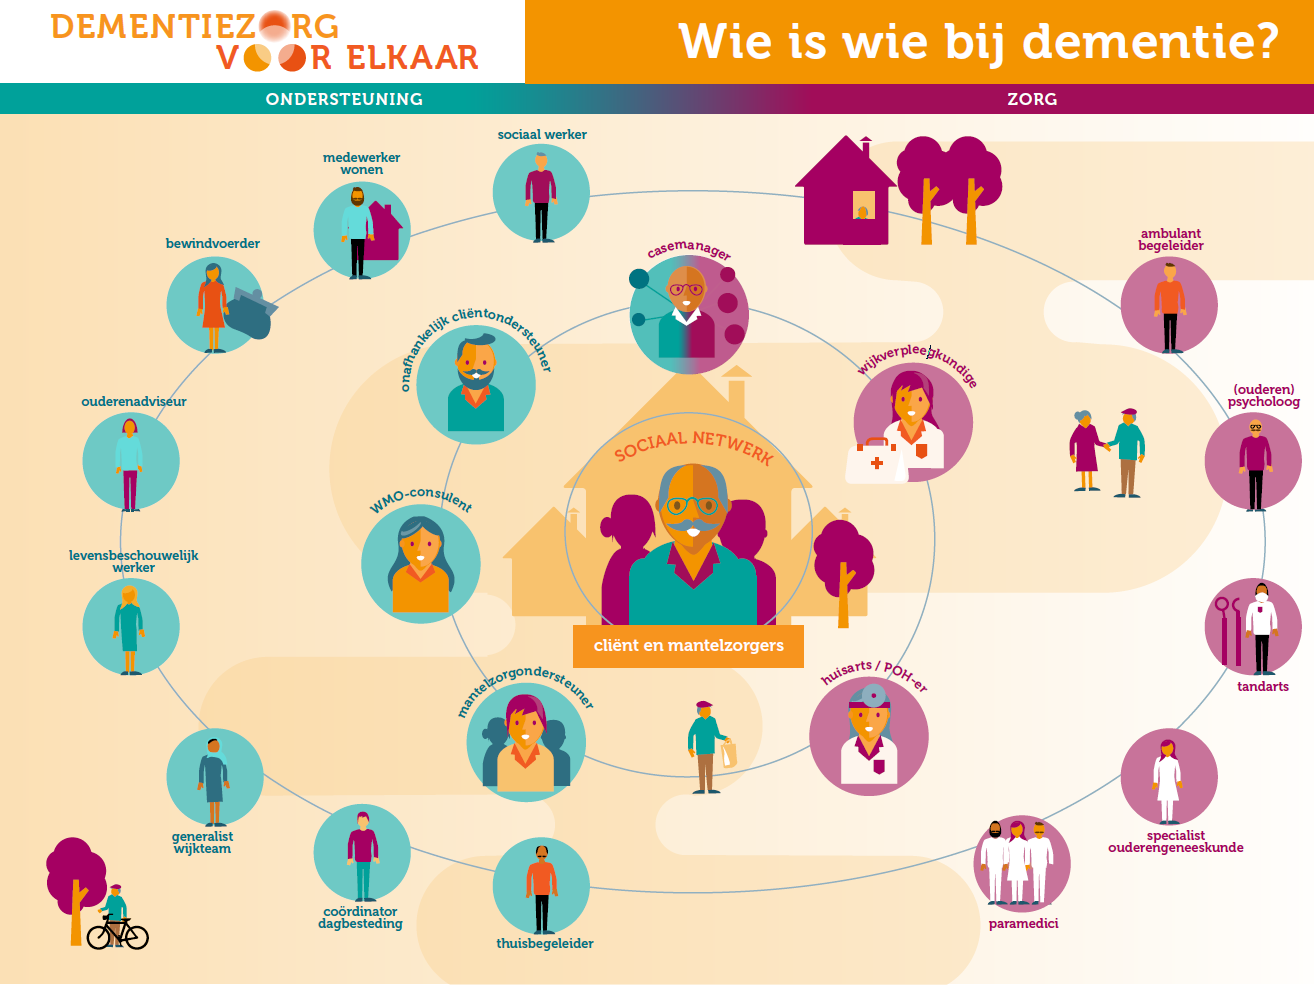 DEMENTIEZORG
VOOR ELKAAR
Wie is wie bij dementie?
ONDERSTEUNING
ZORG
sociaal werker
medewerker
wonen
bewindvoerder
ouderenadviseur
levensbeschouwelijk
werker
generalist
wijkteam
coördinator
dagbesteding
thuisbegeleider
onafhankelijk cliëntondersteuner
WMO-consulent
mantelzorgondersteuner
casemanager
SOCIAAL NETWERK
cliënt en mantelzorgers
wijkverpleegkundige
huisarts / POH-er
ambulant
begeleider
(ouderen)
psycholoog
tandarts
specialist
ouderengeneeskunde
paramedici